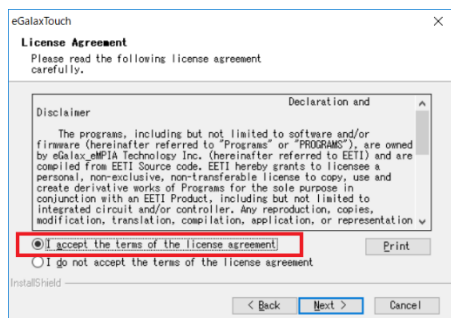 eGalaxTouch
License Agreement
Please read the following license agreement
carefully.
Declaration and
Disclaimer
The programs, including but not limited to software and/or
firmware (hereinafter referred to "Programs" or "PROGRAMS"), are owned
by eGalax_eMPIA Technology Inc. (hereinafter referred to EETI) and are
compiled from EETI Source code. EETI hereby grants to licensee a
personal, non-exclusive, non-transferable license to copy, use and
create derivative works of Programs for the sole purpose in
conjunction with an EETI Product, including but not limited to
integrated circuit and/or controller. Any reproduction, copies,
modification, translation, compilation, application, or representation
I accept the terms of the license agreement
Print
I do not accept the terms of the license agreement
InstallShield
< Back
Next >
Cancel